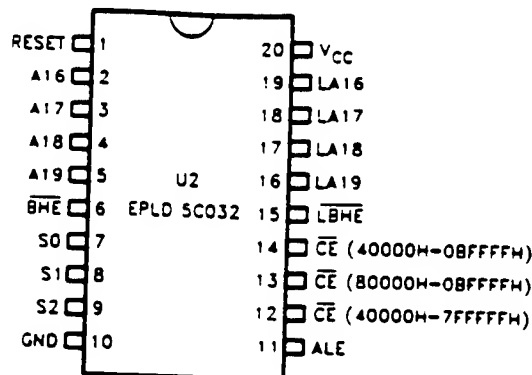 RESET 1
A16 2
A17 3
A18 4
A19 5
BHE 6
S0 7
S1 8
S2 9
GND 10
U2
EPLD 5C032
20 VCC
19 LA16
18 LA17
17 LA18
16 LA19
15 LBHE
14 CE (40000H-0BFFFFH)
13 CE (80000H-0BFFFFH)
12 CE (40000H-7FFFFFH)
11 ALE